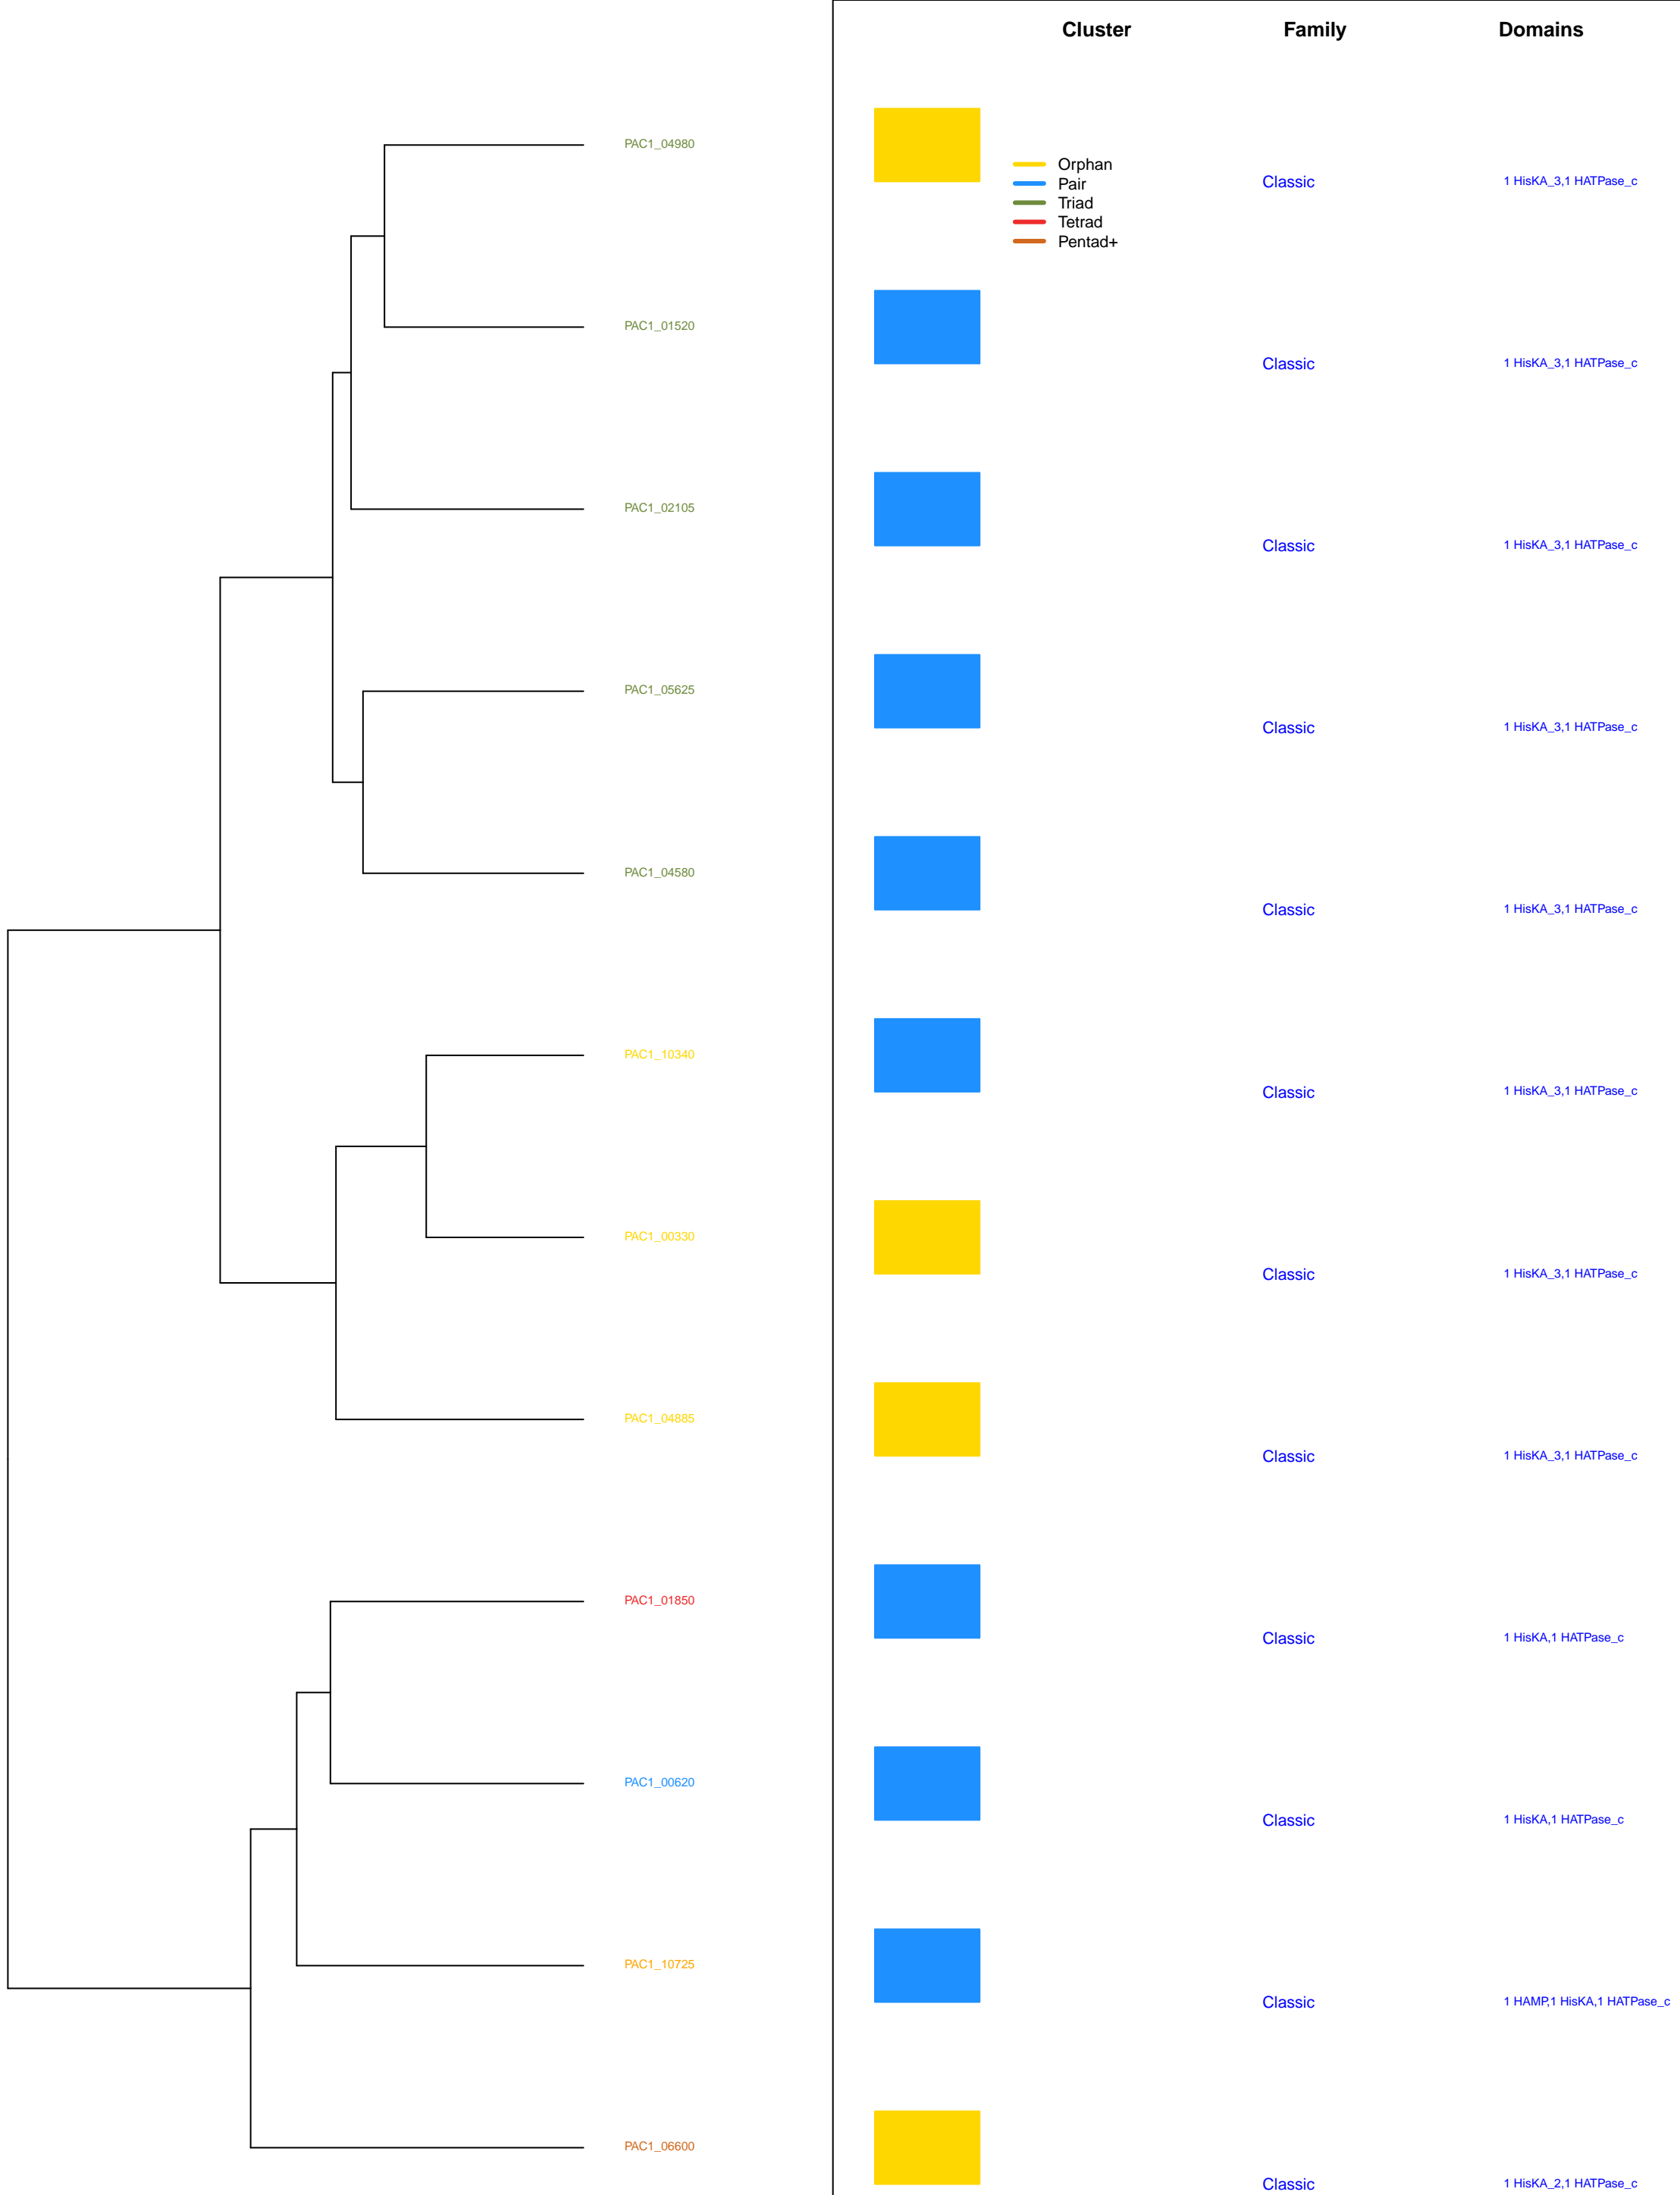 Cluster Family Domains
PAC1_04980
Orphan
Pair
Triad
Tetrad
Pentad+
Classic 1 HisKA_3,1 HATPase_c
PAC1_01520
Classic 1 HisKA_3,1 HATPase_c
PAC1_02105
Classic 1 HisKA_3,1 HATPase_c
PAC1_05625
Classic 1 HisKA_3,1 HATPase_c
PAC1_04580
Classic 1 HisKA_3,1 HATPase_c
PAC1_10340
Classic 1 HisKA_3,1 HATPase_c
PAC1_00330
Classic 1 HisKA_3,1 HATPase_c
PAC1_04885
Classic 1 HisKA_3,1 HATPase_c
PAC1_01850
Classic 1 HisKA,1 HATPase_c
PAC1_00620
Classic 1 HisKA,1 HATPase_c
PAC1_10725
Classic 1 HAMP,1 HisKA,1 HATPase_c
PAC1_06600
Classic 1 HisKA_2,1 HATPase_c